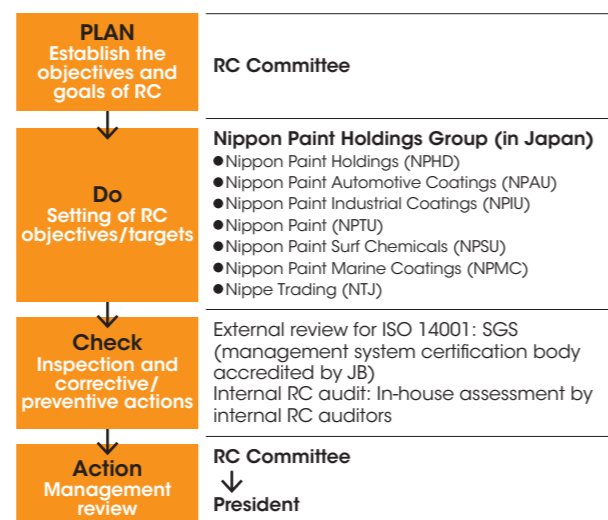 PLAN
Establish the
objectives and
goals of RC
RC Committee
Do
Setting of RC
objectives/targets
Nippon Paint Holdings Group (in Japan)
●Nippon Paint Holdings (NPHD)
●Nippon Paint Automotive Coatings (NPAU)
●Nippon Paint Industrial Coatings (NPIU)
●Nippon Paint (NPTU)
●Nippon Paint Surf Chemicals (NPSU)
●Nippon Paint Marine Coatings (NPMC)
●Nippe Trading (NTJ)
Check
Inspection and
corrective/
preventive actions
External review for ISO 14001: SGS
(management system certification body
accredited by JB)
Internal RC audit: In-house assessment by
internal RC auditors
Action
Management
review
RC Committee
↓
President